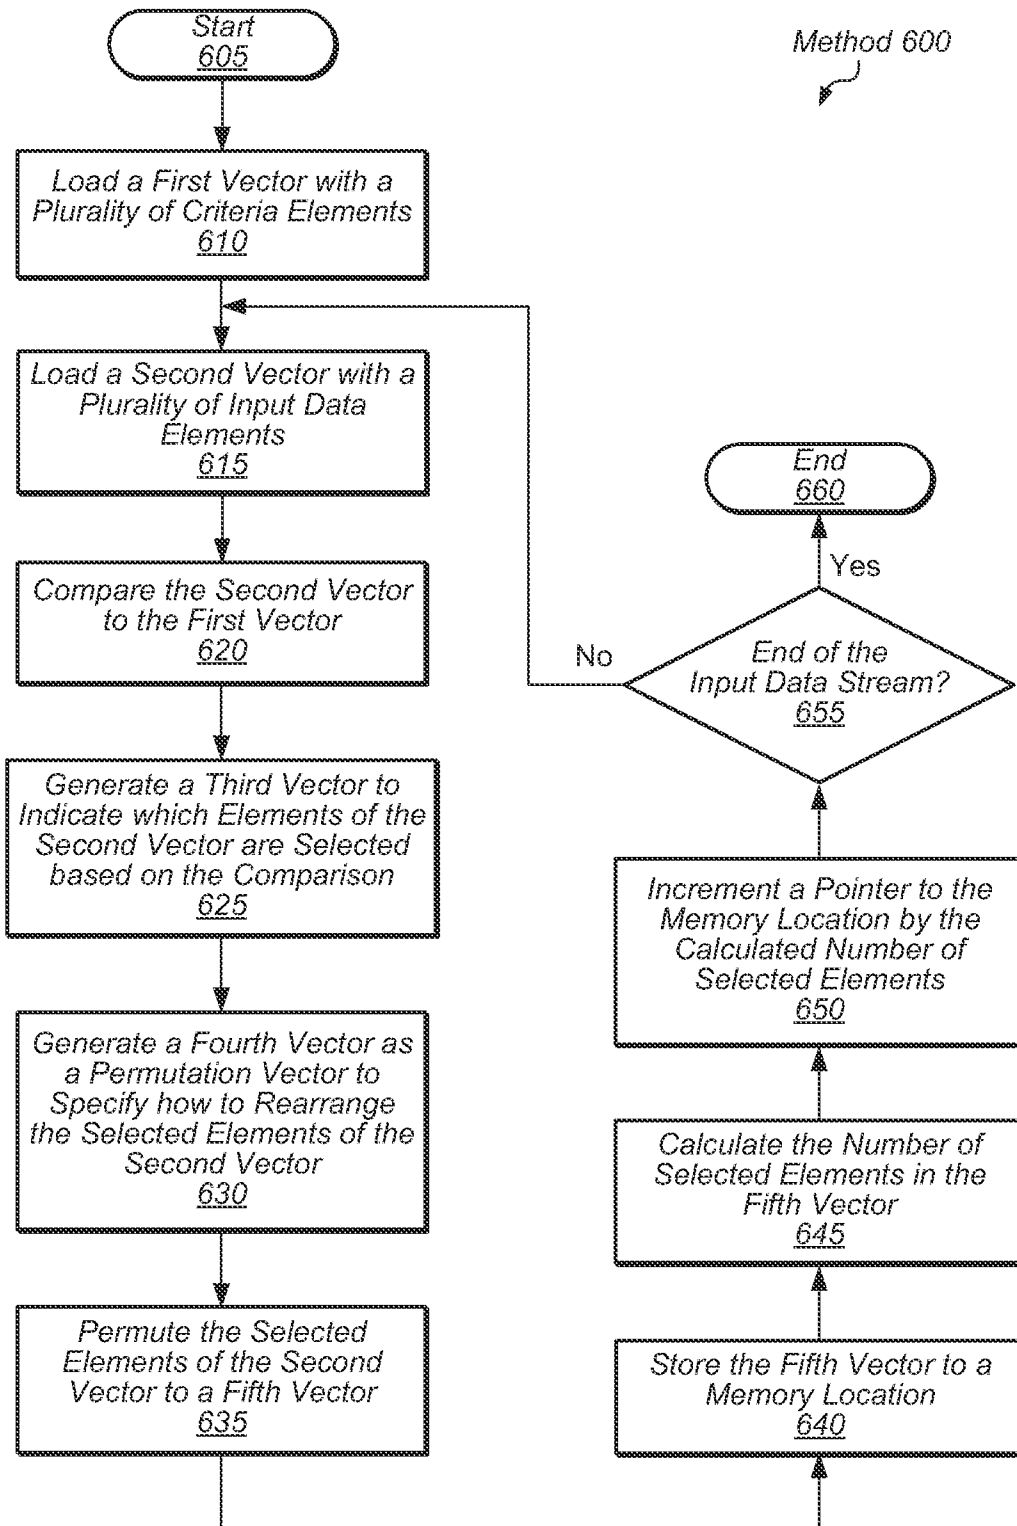 Start
605
Method 600
Load a First Vector with a
Plurality of Criteria Elements
610
Load a Second Vector with a
Plurality of Input Data
Elements
615
Compare the Second Vector
to the First Vector
620
Generate a Third Vector to
Indicate which Elements of the
Second Vector are Selected
based on the Comparison
625
Generate a Fourth Vector as
a Permutation Vector to
Specify how to Rearrange
the Selected Elements of the
Second Vector
630
Permute the Selected
Elements of the Second
Vector to a Fifth Vector
635
Store the Fifth Vector to a
Memory Location
640
Calculate the Number of
Selected Elements in the
Fifth Vector
645
Increment a Pointer to the
Memory Location by the
Calculated Number of
Selected Elements
650
End of the
Input Data Stream?
655
No
Yes
End
660